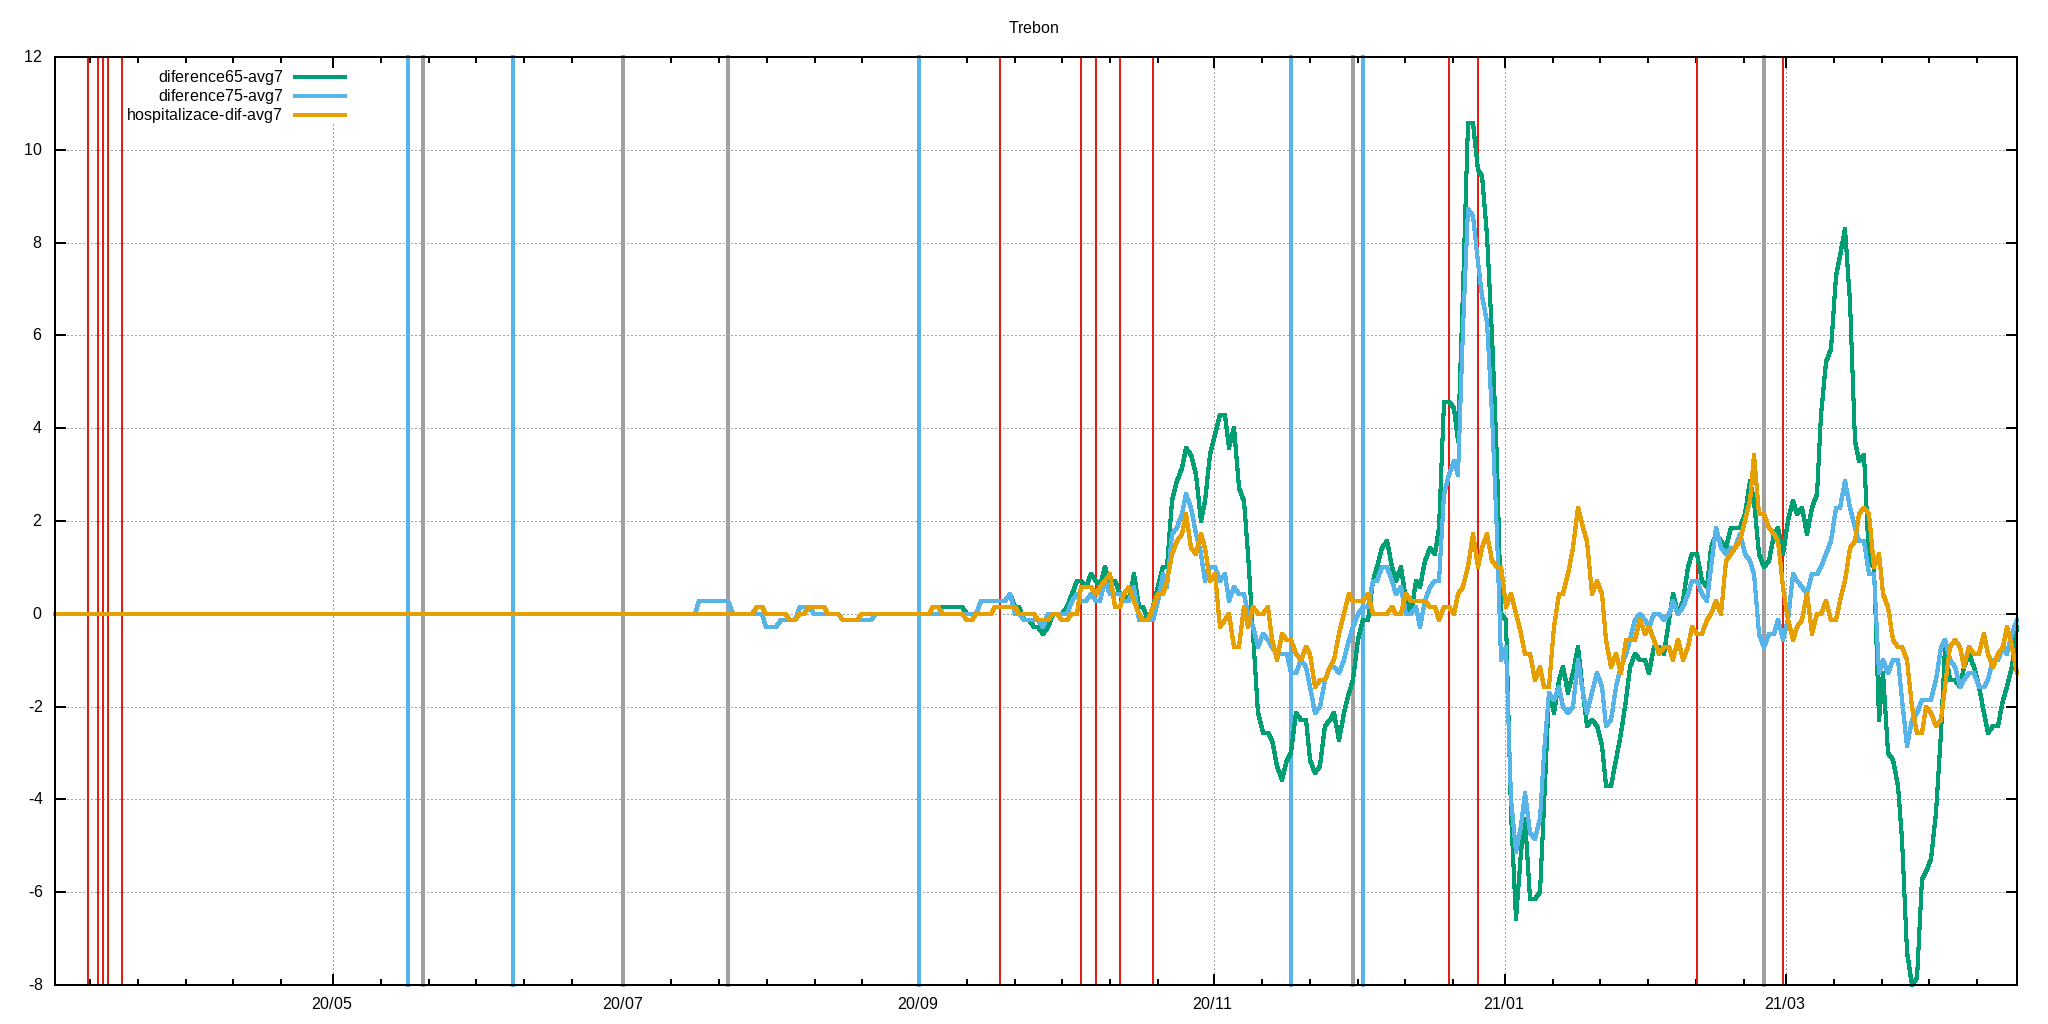 Trebon
12
diference65-avg7
diference75-avg7
hospitalizace-dif-avg7
10
8
6
4
2
0
-2
-4
-6
-8
20/05 20/07 20/09 20/11 21/01 21/03